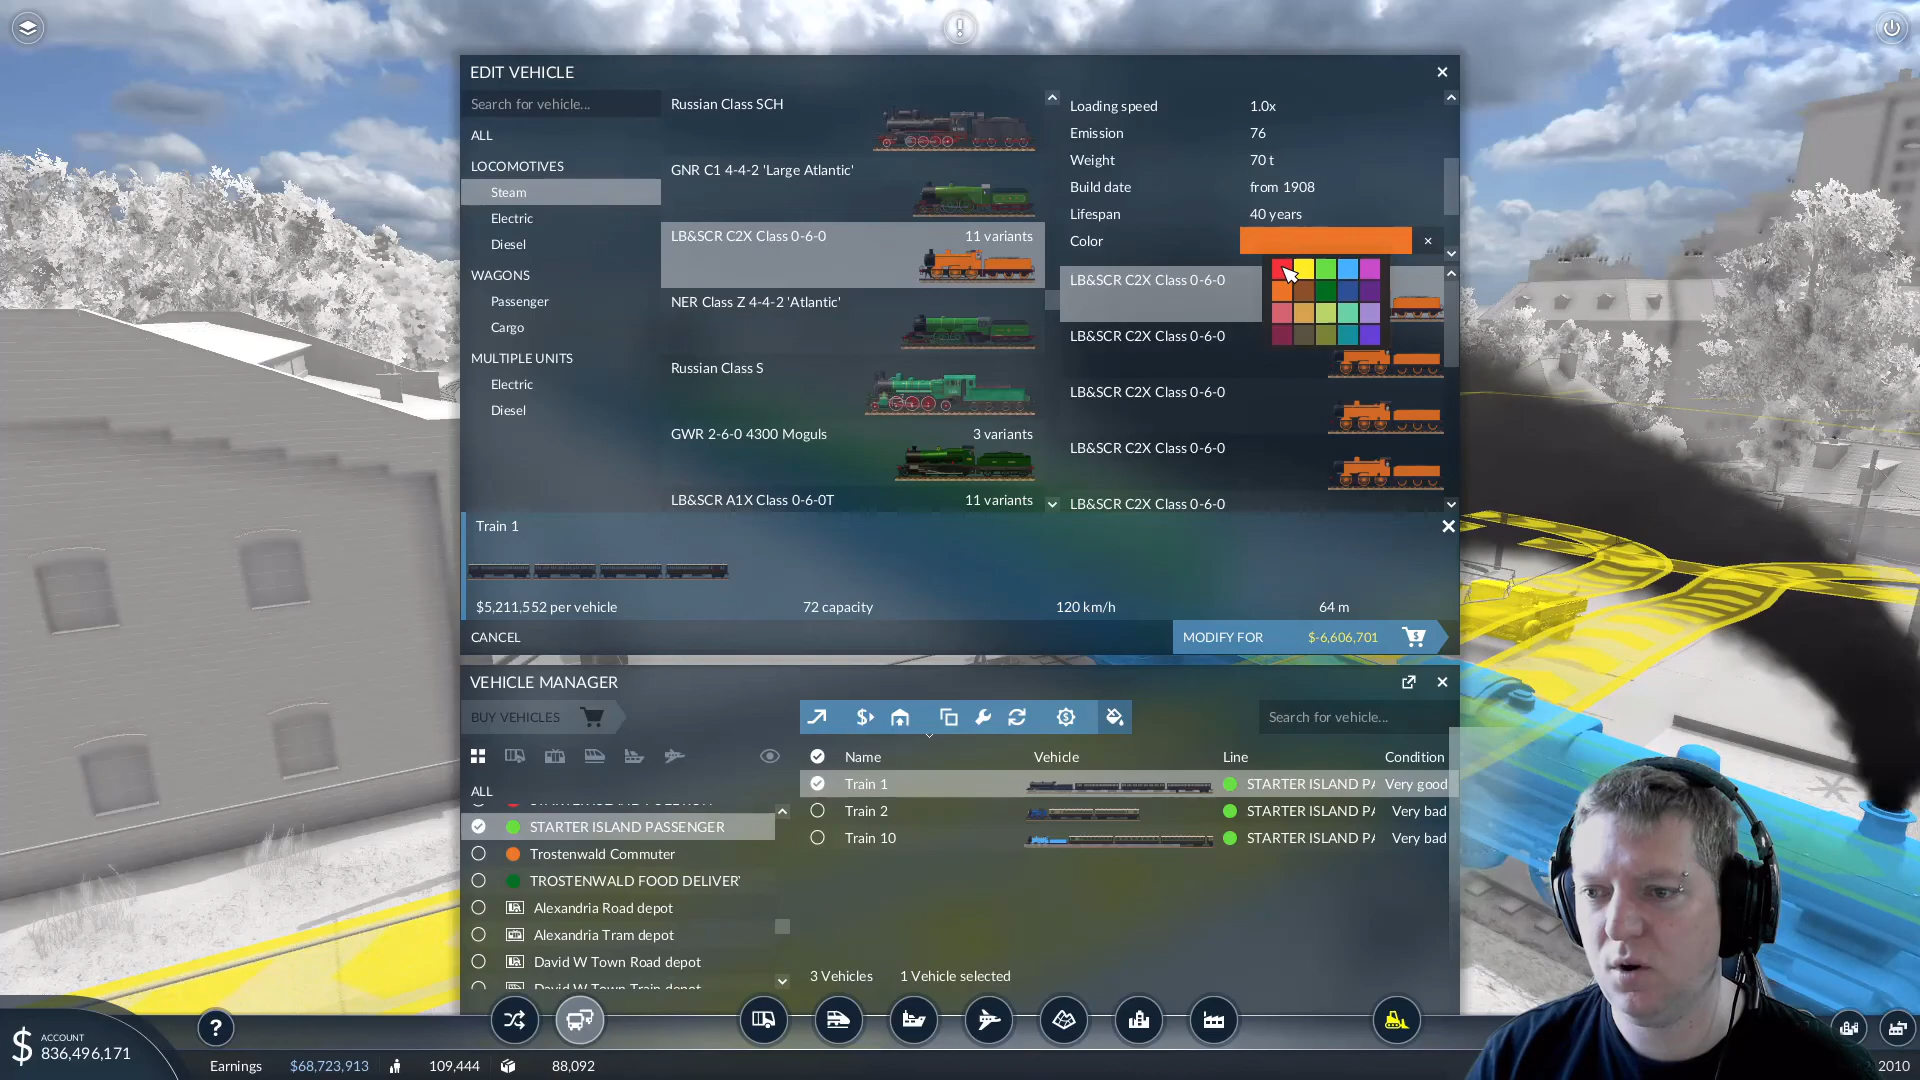 EDIT VEHICLE
Search for vehicle...
ALL
LOCOMOTIVES
Steam
Electric
Diesel
WAGONS
Passenger
Cargo
MULTIPLE UNITS
Electric
Diesel
Russian Class SCH
GNR C1 4-4-2 'Large Atlantic'
LB&SCR C2X Class 0-6-0 11 variants
NER Class Z 4-4-2 'Atlantic'
Russian Class S
GWR 2-6-0 4300 Moguls 3 variants
LB&SCR A1X Class 0-6-0T 11 variants
Loading speed 1.0x
Emission 76
Weight 70 t
Build date from 1908
Lifespan 40 years
Color
LB&SCR C2X Class 0-6-0
LB&SCR C2X Class 0-6-0
LB&SCR C2X Class 0-6-0
LB&SCR C2X Class 0-6-0
LB&SCR C2X Class 0-6-0
Train 1
$5,211,552 per vehicle 72 capacity 120 km/h 64 m
CANCEL
MODIFY FOR $-6,606,701
VEHICLE MANAGER
BUY VEHICLES
Search for vehicle...
ALL
STARTER ISLAND PASSENGER
Trostenwald Commuter
TROSTENWALD FOOD DELIVER
Alexandria Road depot
Alexandria Tram depot
David W Town Road depot
David W Town Train depot
Name Vehicle Line Condition
Train 1 STARTER ISLAND PA Very good
Train 2 STARTER ISLAND PA Very bad
Train 10 STARTER ISLAND PA Very bad
3 Vehicles 1 Vehicle selected
?
$ ACCOUNT
836,496,171
Earnings $68,723,913 109,444 88,092
2010